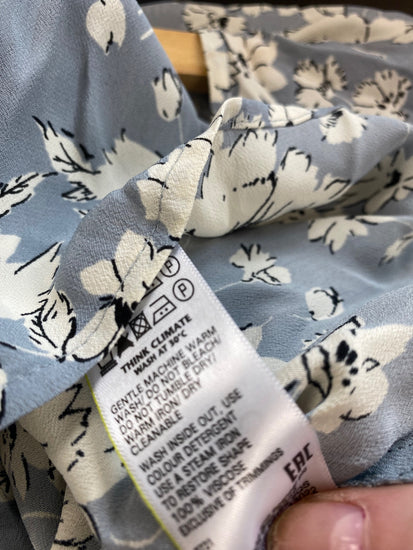 P
THINK CLIMATE
WASH AT 30°C
GENTLE MACHINE WARM
WASH/DO NOT BLEACH/
DO NOT TUMBLE DRY/
WARM IRON/DRY
CLEANABLE
WASH INSIDE OUT, USE
COLOUR DETERGENT
USE A STEAM IRON
TO RESTORE SHAPE
100% VISCOSE
EXCLUSIVE OF TRIMMINGS
EAC